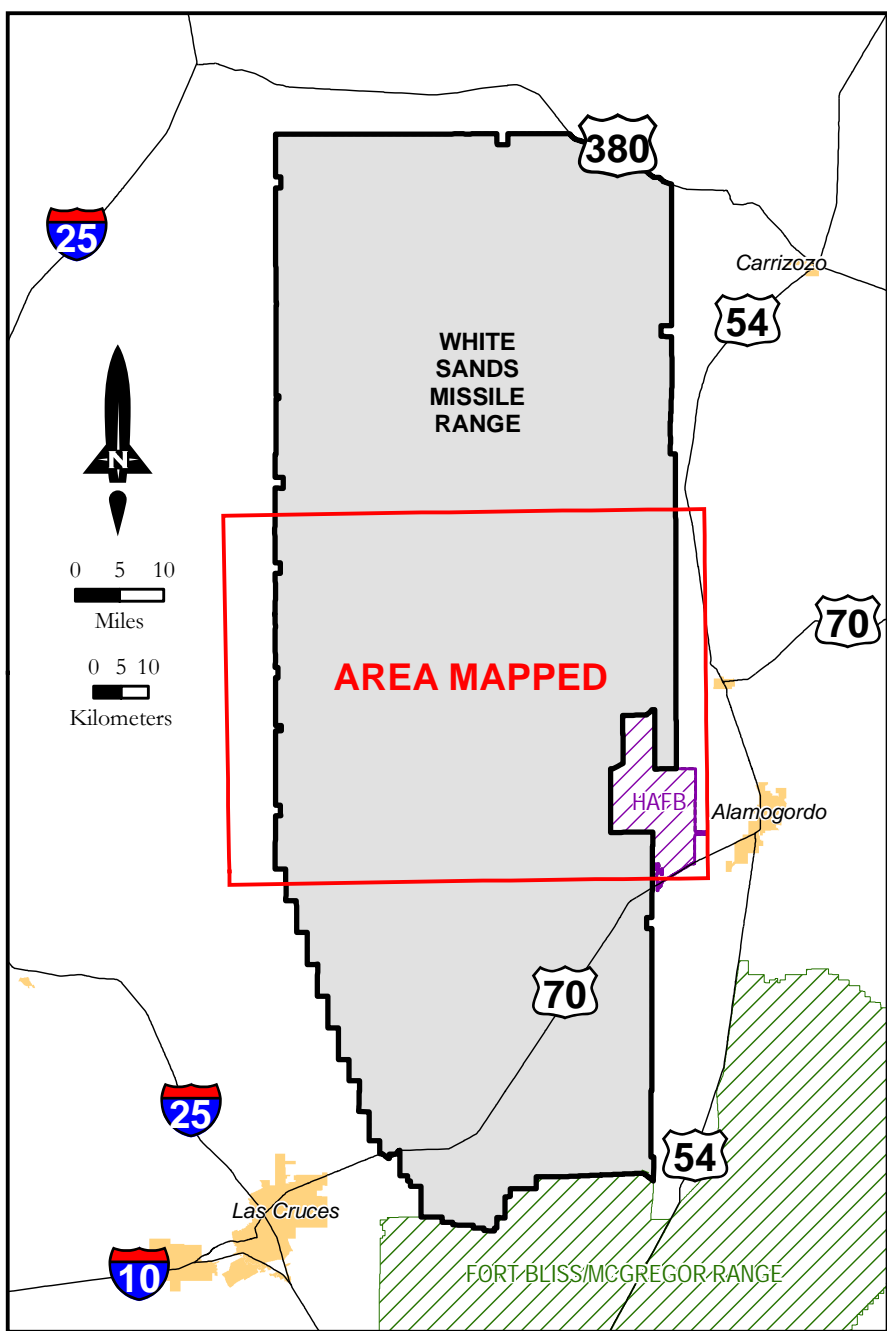 380
25
Carrizozo
54
WHITE
SANDS
MISSILE
RANGE
N
0 5 10
Miles
70
0 5 10
Kilometers
AREA MAPPED
HAFB
Alamogordo
70
25
54
Las Cruces
10
FORT BLISS/MCGREGOR RANGE